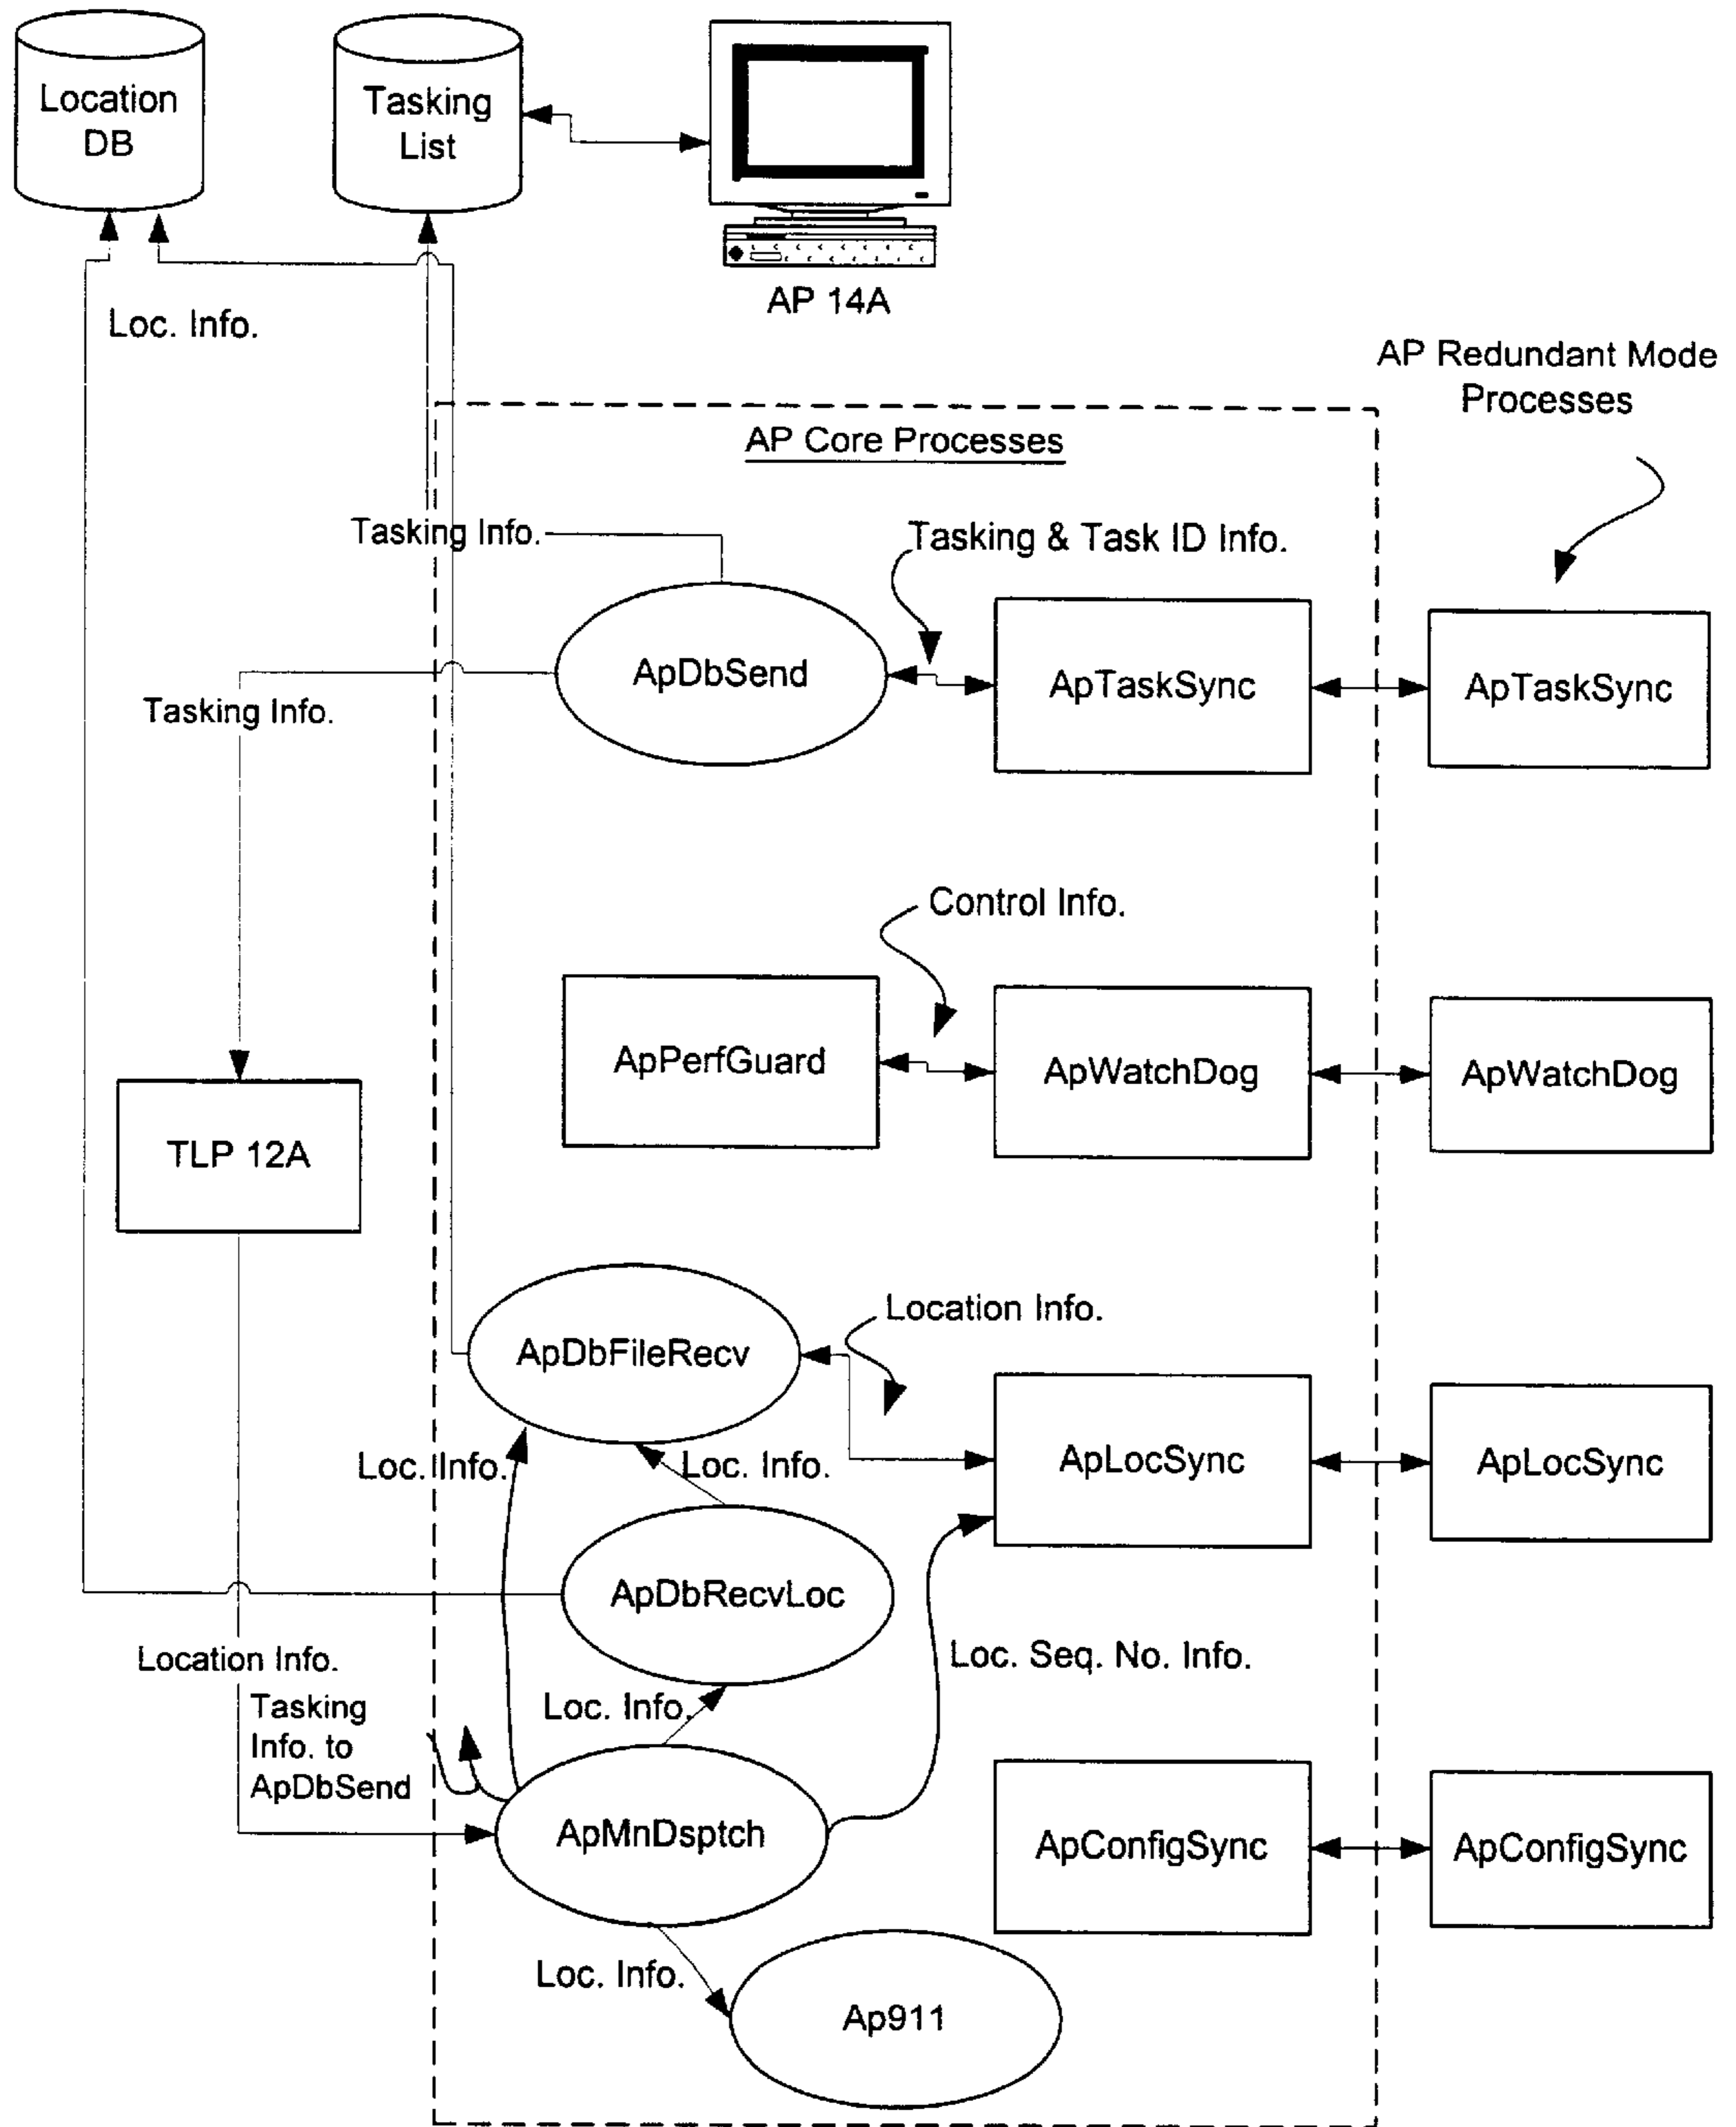 Location
DB
Tasking
List
AP 14A
Loc. Info.
AP Redundant Mode
Processes
AP Core Processes
Tasking Info.
Tasking & Task ID Info.
ApDbSend
ApTaskSync
ApTaskSync
Tasking Info.
Control Info.
ApPerfGuard
ApWatchDog
ApWatchDog
TLP 12A
Location Info.
ApDbFileRecv
Loc. Info.
Loc. Info.
ApLocSync
ApLocSync
ApDbRecvLoc
Location Info.
Loc. Seq. No. Info.
Tasking
Info. to
ApDbSend
Loc. Info.
ApMnDsptch
ApConfigSync
ApConfigSync
Loc. Info.
Ap911